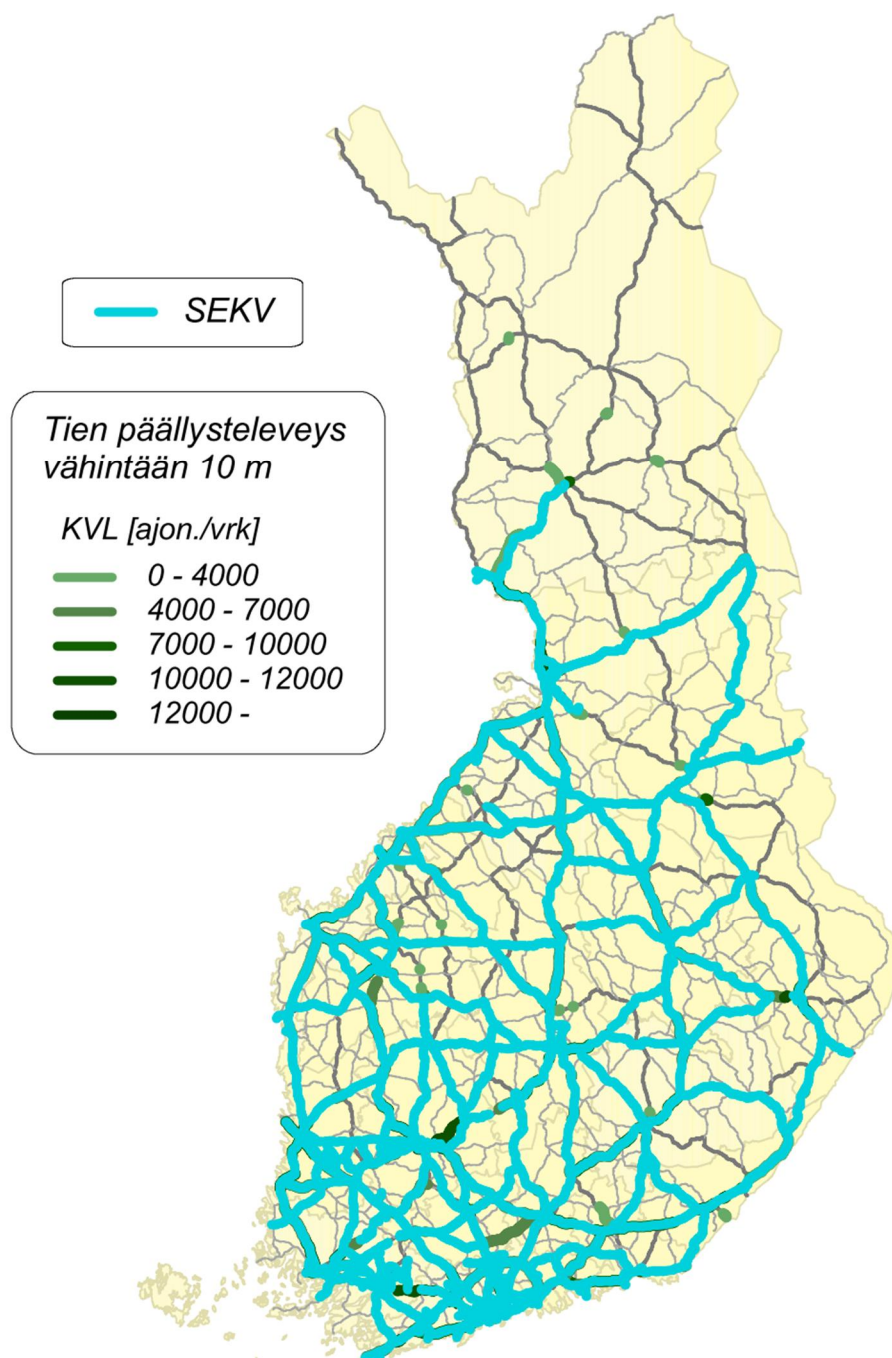 SEKV
Tien päällysteleveys
vähintään 10 m
KVL [ajon./vrk]
0 - 4000
4000 - 7000
7000 - 10000
10000 - 12000
12000 -